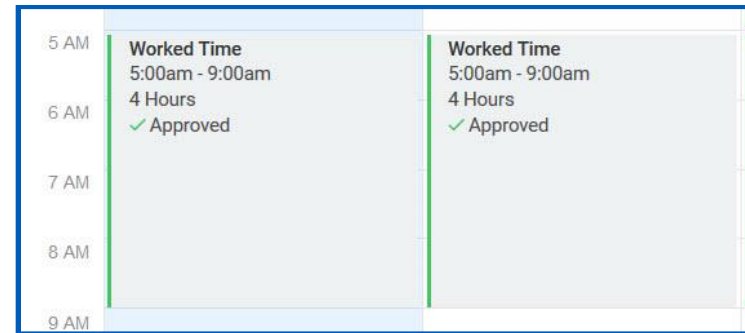 5 AM
Worked Time
5:00am - 9:00am
4 Hours
✓ Approved
Worked Time
5:00am - 9:00am
4 Hours
✓ Approved
6 AM
7 AM
8 AM
9 AM